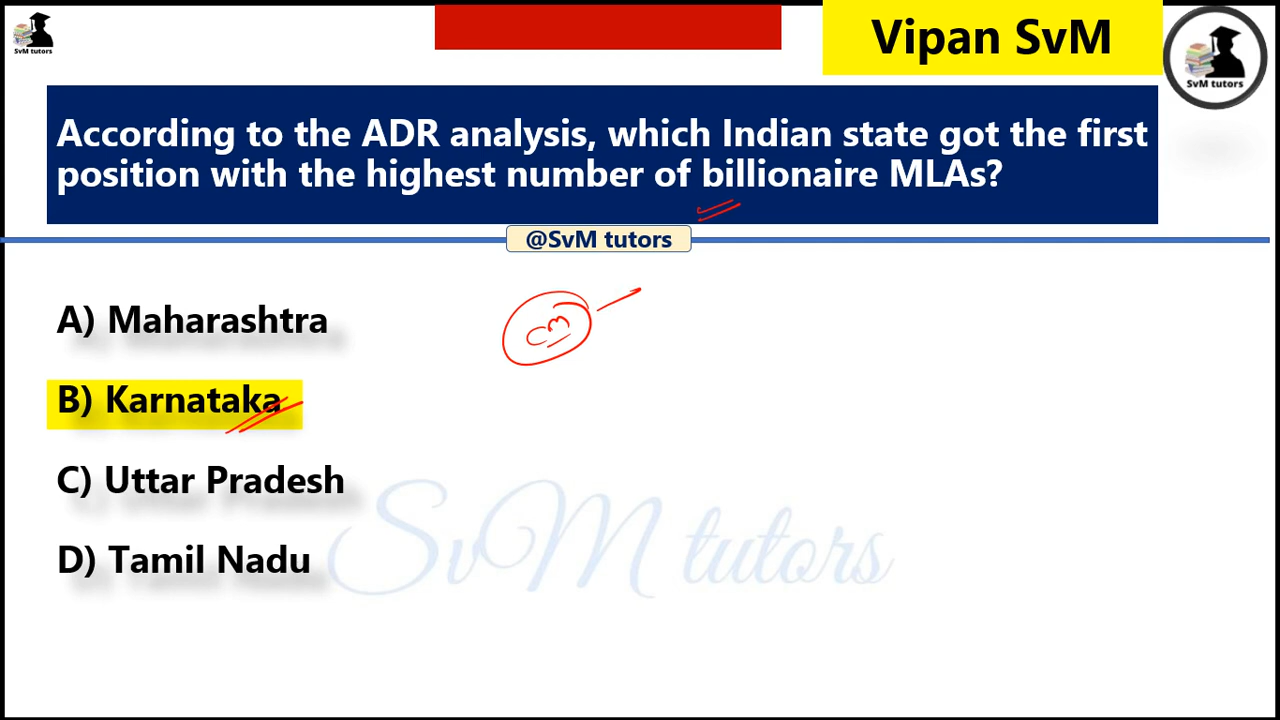 SvM tutors
Vipan SvM
SvM tutors
According to the ADR analysis, which Indian state got the first
position with the highest number of billionaire MLAs?
@SvM tutors
A) Maharashtra
B) Karnataka
C) Uttar Pradesh
D) Tamil Nadu
SvM tutors